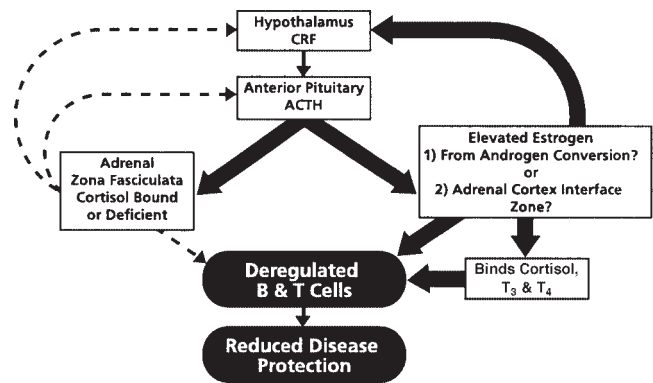 Hypothalamus
CRF
Anterior Pituitary
ACTH
Adrenal
Zona Fasciculata
Cortisol Bound
or Deficient
Elevated Estrogen
1) From Androgen Conversion?
or
2) Adrenal Cortex Interface
Zone?
Deregulated
B & T Cells
Binds Cortisol,
T₃ & T₄
Reduced Disease
Protection